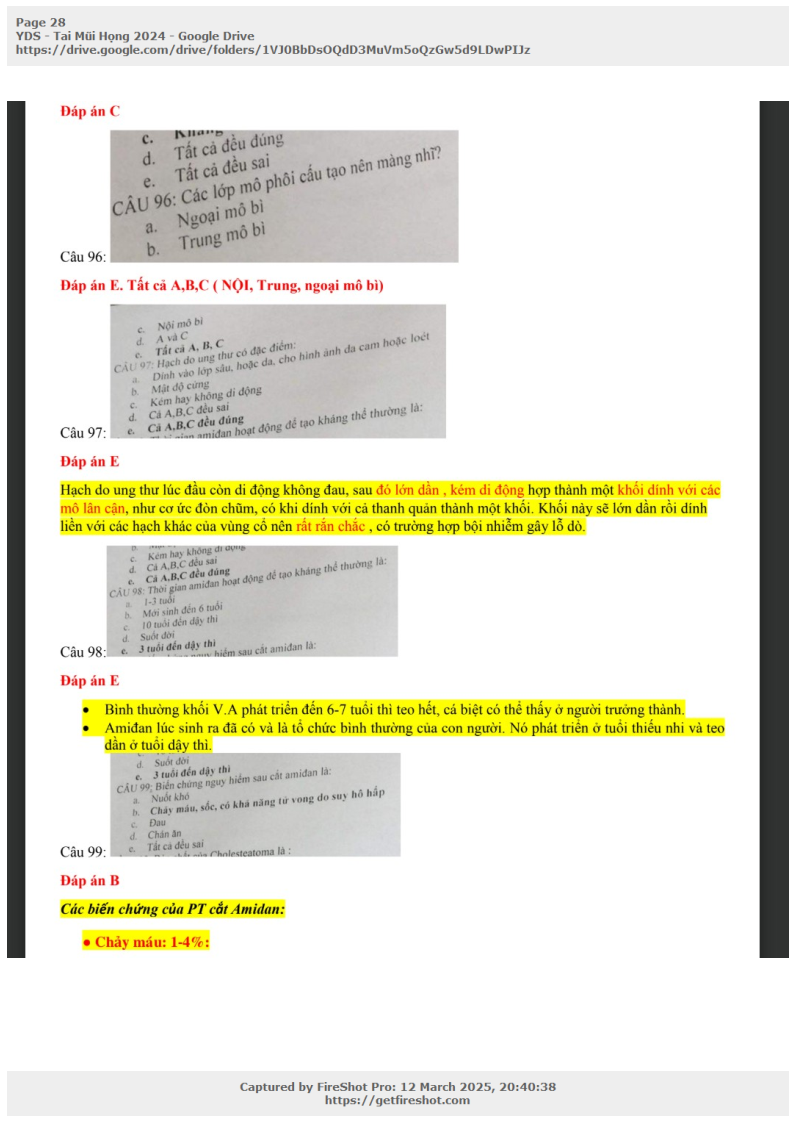 Page 28
YDS - Tai Mũi Họng 2024 - Google Drive
https://drive.google.com/drive/folders/1VJ0BbDsOQdD3MuVm5oQzGw5d9LDwPIJz
Đáp án C
c.
d. Tất cả đều đúng
e. Tất cả đều sai
CÂU 96: Các lớp mô phôi cấu tạo nên màng nhĩ?
a. Ngoại mô bì
b. Trung mô bì
Câu 96:
Đáp án E. Tất cả A,B,C ( NỘI, Trung, ngoại mô bì)
c. Nội mô bì
d. A và C
e. Tất cả A, B, C
CÂU 97: Hạch do ung thư có đặc điểm:
a. Dính vào lớp sâu, hoặc da, cho hình ảnh da cam hoặc loét
b. Mật độ cứng
c. Kém hay không di động
d. Cả A,B,C đều sai
e. Cả A,B,C đều đúng
gian amiđan hoạt động để tạo kháng thể thường là:
Câu 97:
Đáp án E
Hạch do ung thư lúc đầu còn di động không đau, sau đó lớn dần , kém di động hợp thành một khối dính với các
mô lân cận, như cơ ức đòn chũm, có khi dính với cả thanh quản thành một khối. Khối này sẽ lớn dần rồi dính
liền với các hạch khác của vùng cổ nên rất rắn chắc , có trường hợp bội nhiễm gây lỗ dò.
b.
c. Kém hay không di động
d. Cả A,B,C đều sai
e. Cả A,B,C đều đúng
CÂU 98: Thời gian amiđan hoạt động để tạo kháng thể thường là:
a. 1-3 tuổi
b. Mới sinh đến 6 tuổi
c. 10 tuổi đến dậy thì
d. Suốt đời
e. 3 tuổi đến dậy thì
nguy hiểm sau cắt amiđan là:
Câu 98:
Đáp án E
• Bình thường khối V.A phát triển đến 6-7 tuổi thì teo hết, cá biệt có thể thấy ở người trưởng thành.
• Amiđan lúc sinh ra đã có và là tổ chức bình thường của con người. Nó phát triển ở tuổi thiếu nhi và teo
dần ở tuổi dậy thì.
d. Suốt đời
e. 3 tuổi đến dậy thì
CÂU 99: Biến chứng nguy hiểm sau cắt amiđan là:
a. Nuốt khó
b. Chảy máu, sốc, có khả năng tử vong do suy hô hấp
c. Đau
d. Chán ăn
e. Tất cả đều sai
Cholesteatoma là :
Câu 99:
Đáp án B
Các biến chứng của PT cắt Amidan:
● Chảy máu: 1-4%:
Captured by FireShot Pro: 12 March 2025, 20:40:38
https://getfireshot.com